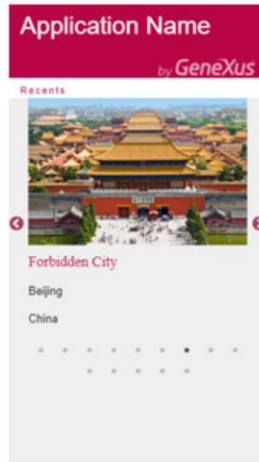 Application Name
by GeneXus
Recents
Forbidden City
Beijing
China